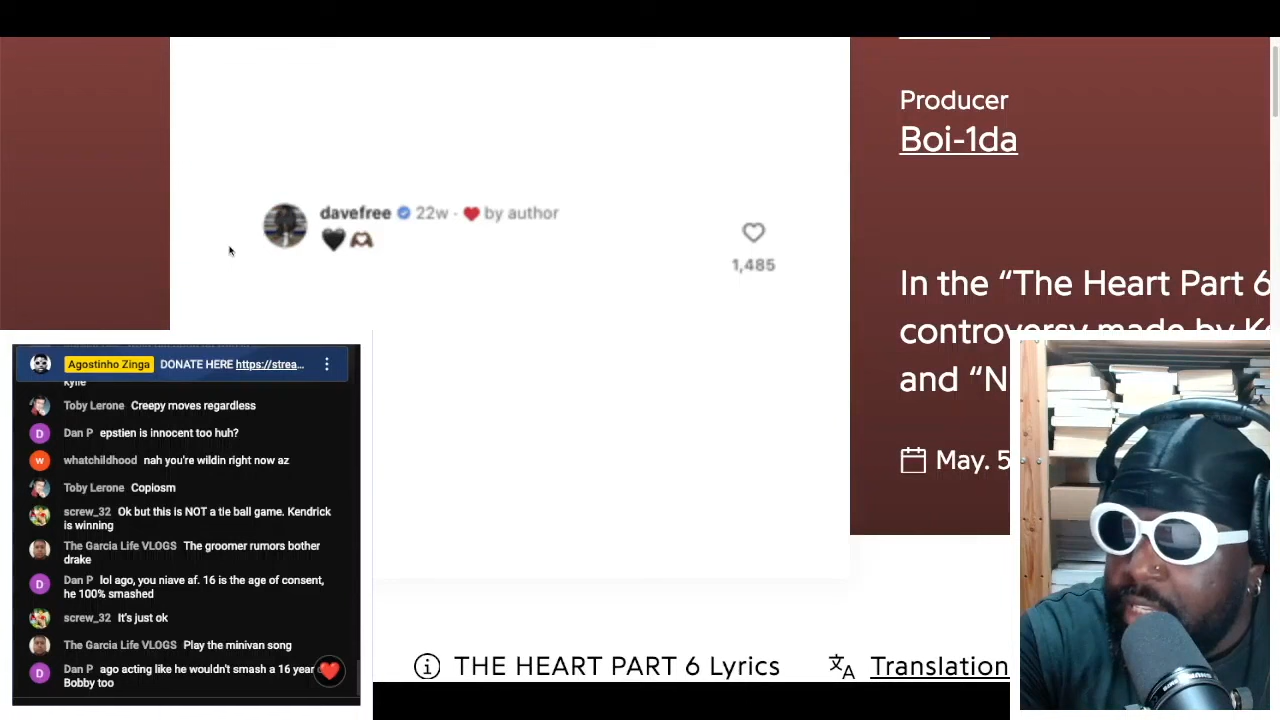 Producer
Boi-1da
davefree 22w · ❤️ by author
🖤🫶🏾
1,485
In the “The Heart Part 6
controversy made by K
and “N
May. 5
Agostinho Zinga DONATE HERE https://strea...
Kylie
Toby Lerone Creepy moves regardless
Dan P epstien is innocent too huh?
whatchildhood nah you're wildin right now az
Toby Lerone Copiosm
screw_32 Ok but this is NOT a tie ball game. Kendrick
is winning
The Garcia Life VLOGS The groomer rumors bother
drake
Dan P lol ago, you niave af. 16 is the age of consent,
he 100% smashed
screw_32 It's just ok
The Garcia Life VLOGS Play the minivan song
Dan P ago acting like he wouldn't smash a 16 year
Bobby too
THE HEART PART 6 Lyrics
Translation